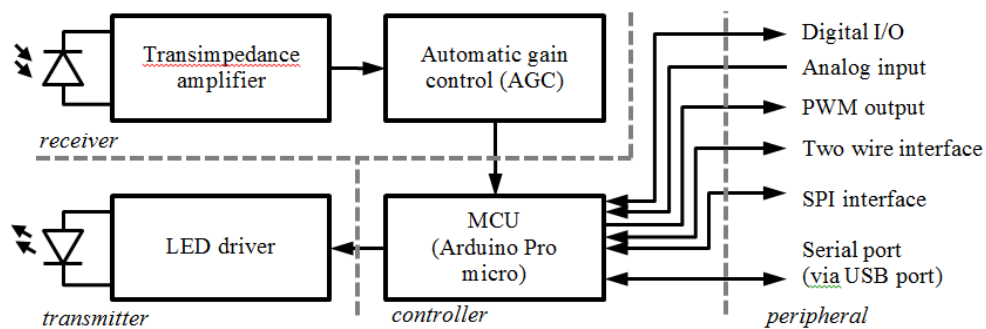 Transimpedance
amplifier
Automatic gain
control (AGC)
receiver
LED driver
transmitter
MCU
(Arduino Pro
micro)
controller
Digital I/O
Analog input
PWM output
Two wire interface
SPI interface
Serial port
(via USB port)
peripheral